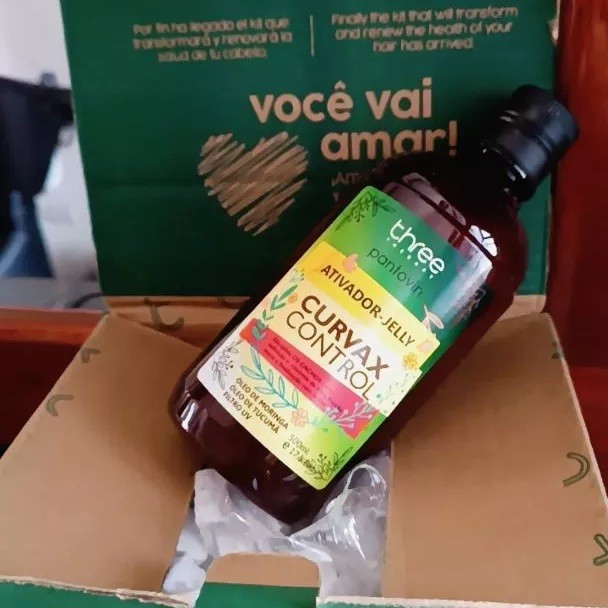 Por fin ha llegado el kit que
transformará y renovará la
salud de tu cabello.
Finally the kit that will transform
and renew the health of your
hair has arrived.
você vai
amar!
three
pantovin
ATIVADOR-JELLY
CURVAX
CONTROL
ÓLEO DE MORINGA
ÓLEO DE TUCUMÃ
FILTRO UV
500ml